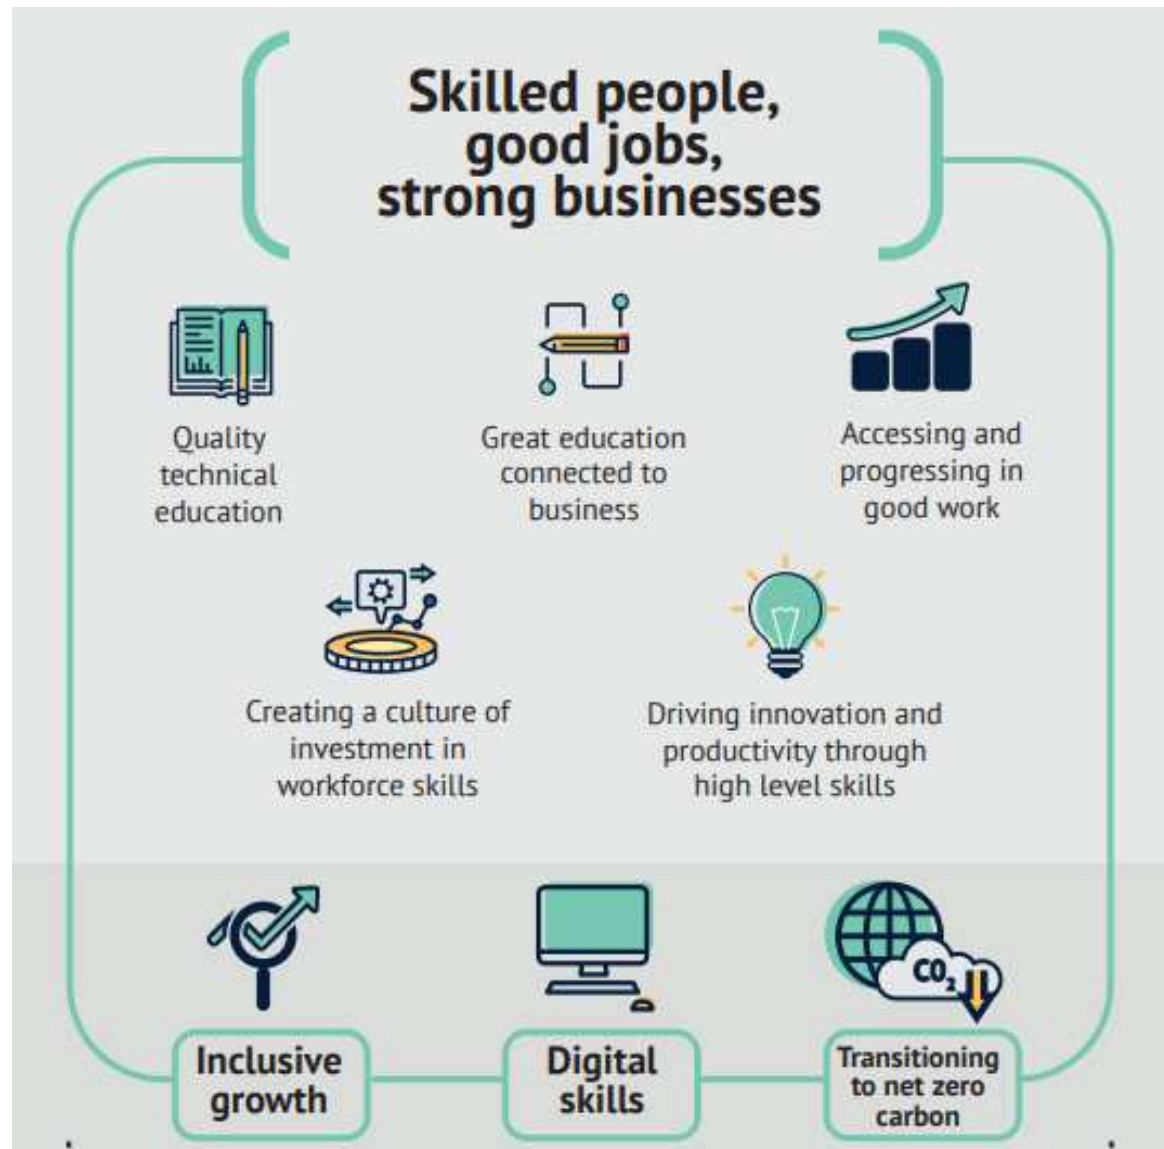 Skilled people,
good jobs,
strong businesses
Quality
technical
education
Great education
connected to
business
Accessing and
progressing in
good work
Creating a culture of
investment in
workforce skills
Driving innovation and
productivity through
high level skills
CO₂
Inclusive
growth
Digital
skills
Transitioning
to net zero
carbon